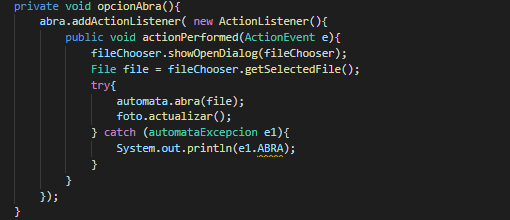 private void opcionAbra(){
abra.addActionListener( new ActionListener(){
public void actionPerformed(ActionEvent e){
fileChooser.showOpenDialog(fileChooser);
File file = fileChooser.getSelectedFile();
try{
automata.abra(file);
foto.actualizar();
} catch (automataExcepcion e1){
System.out.println(e1.ABRA);
}
}
});
}